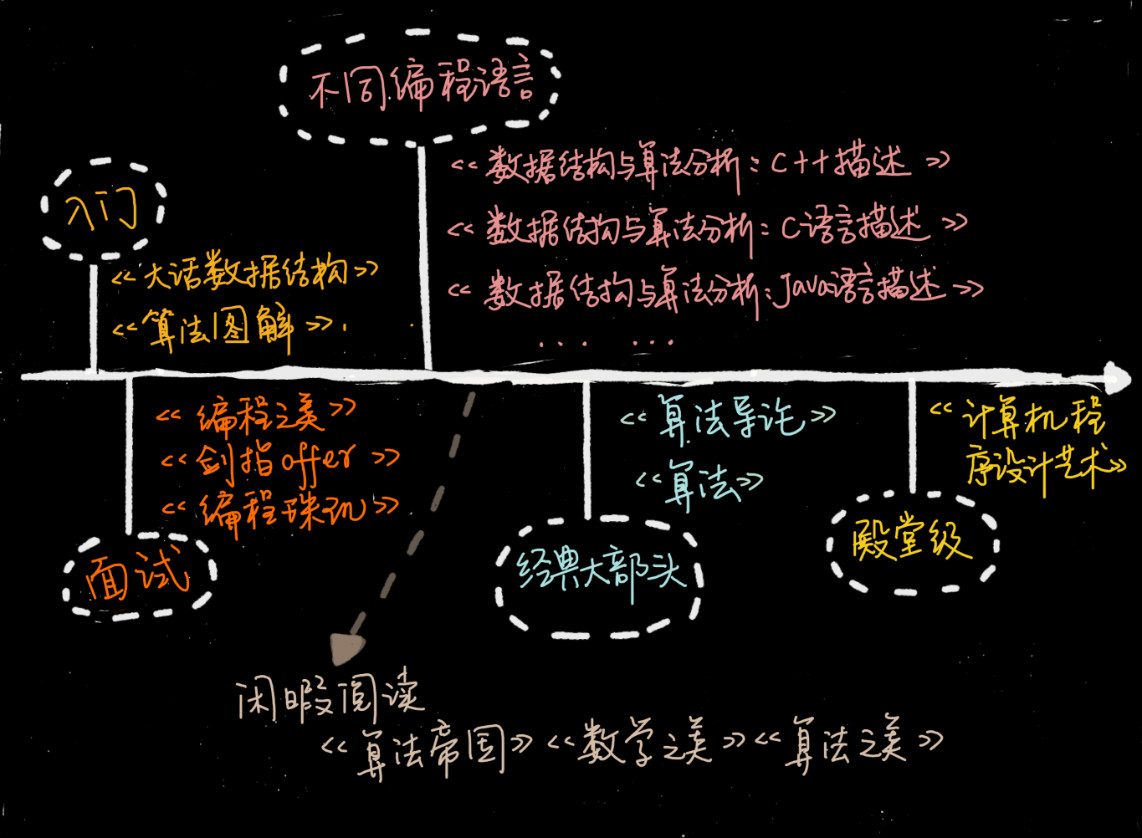 不同编程语言
<<数据结构与算法分析:C++描述>>
<<数据结构与算法分析:C语言描述>>
<<数据结构与算法分析:Java语言描述>>
... ...
入门
<<大话数据结构>>
<<算法图解>>.
<<编程之美>>
<<剑指offer>>
<<编程珠玑>>
面试
<<算法导论>>
<<算法>>
经典大部头
<<计算机程
序设计艺术>>
殿堂级
闲暇阅读
<<算法帝国>> <<数学之美>> <<算法之美>>